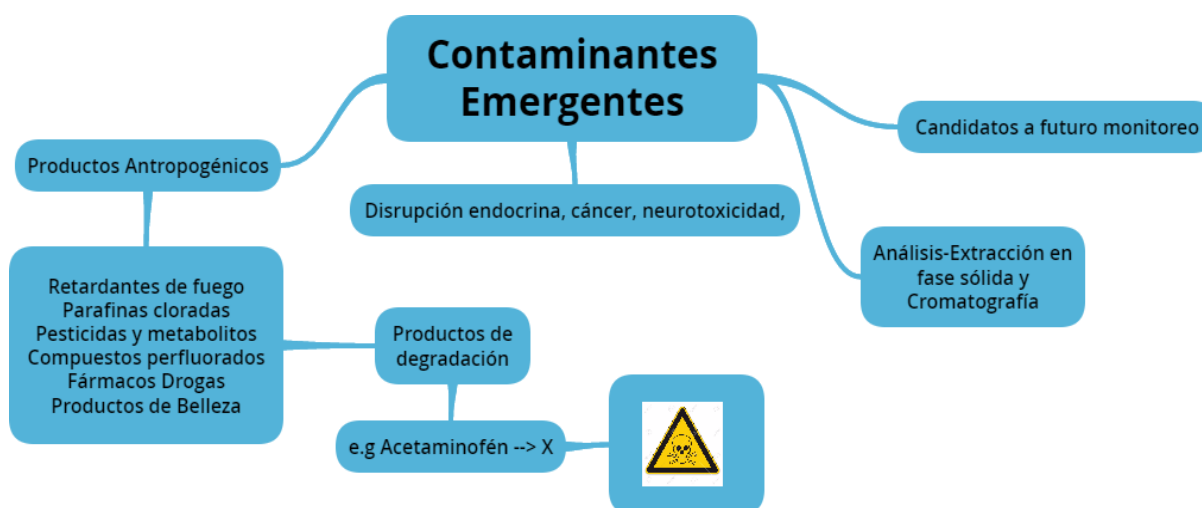 Contaminantes
Emergentes
Candidatos a futuro monitoreo
Productos Antropogénicos
Disrupción endocrina, cáncer, neurotoxicidad,
Análisis-Extracción en
fase sólida y
Cromatografía
Retardantes de fuego
Parafinas cloradas
Pesticidas y metabolitos
Compuestos perfluorados
Fármacos Drogas
Productos de Belleza
Productos de
degradación
e.g Acetaminofén --> X